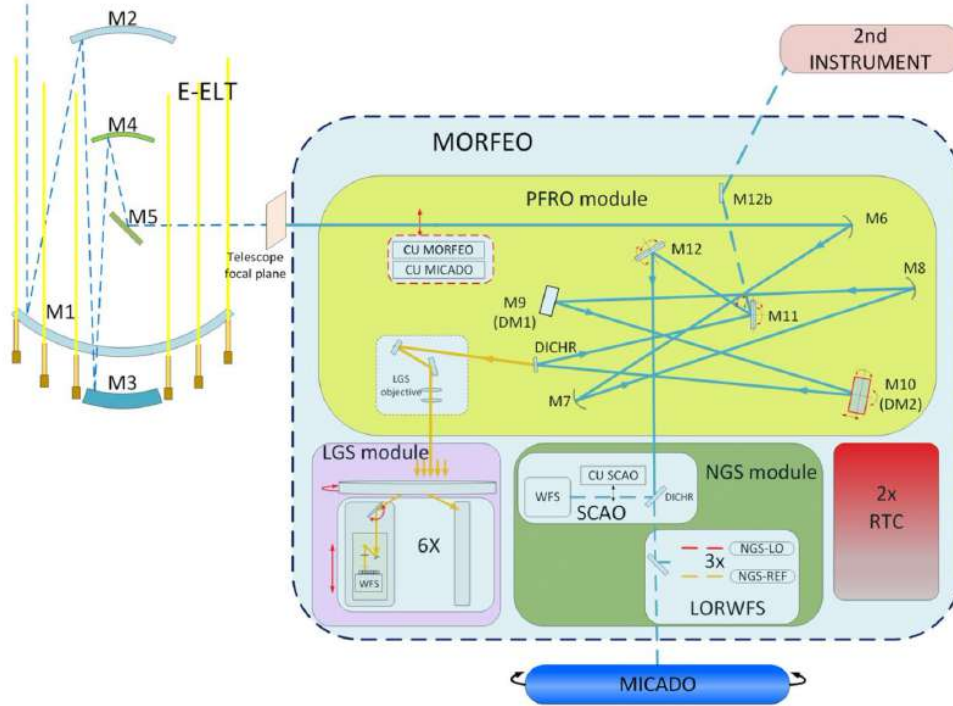 M2
E-ELT
M4
M5
Telescope
focal plane
M1
M3
2nd
INSTRUMENT
MORFEO
PFRO module
M12b
M6
CU MORFEO
CU MICADO
M12
M8
M9
(DM1)
M11
DICHR
LGS
objective
M7
M10
(DM2)
LGS module
6X
WFS
NGS module
CU SCAO
WFS
DICHR
SCAO
NGS-LO
3x
NGS-REF
LORWFS
2x
RTC
MICADO